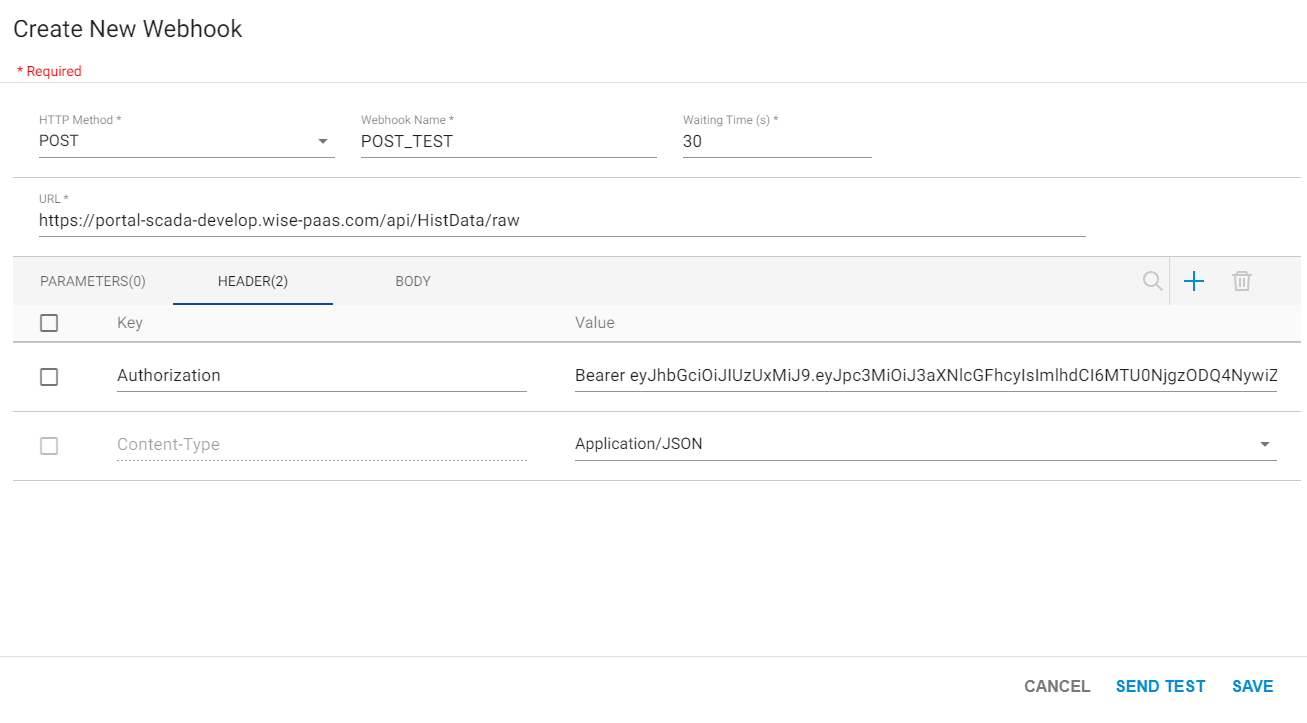 Create New Webhook
* Required
HTTP Method * Webhook Name * Waiting Time (s) *
POST POST_TEST 30
URL *
https://portal-scada-develop.wise-paas.com/api/HistData/raw
PARAMETERS(0) HEADER(2) BODY
Key Value
Authorization Bearer eyJhbGciOiJIUzUxMiJ9.eyJpc3MiOiJ3aXNlcGFhcyIsImlhdCI6MTU0NjgzODQ4NywiZ
Content-Type Application/JSON
CANCEL SEND TEST SAVE